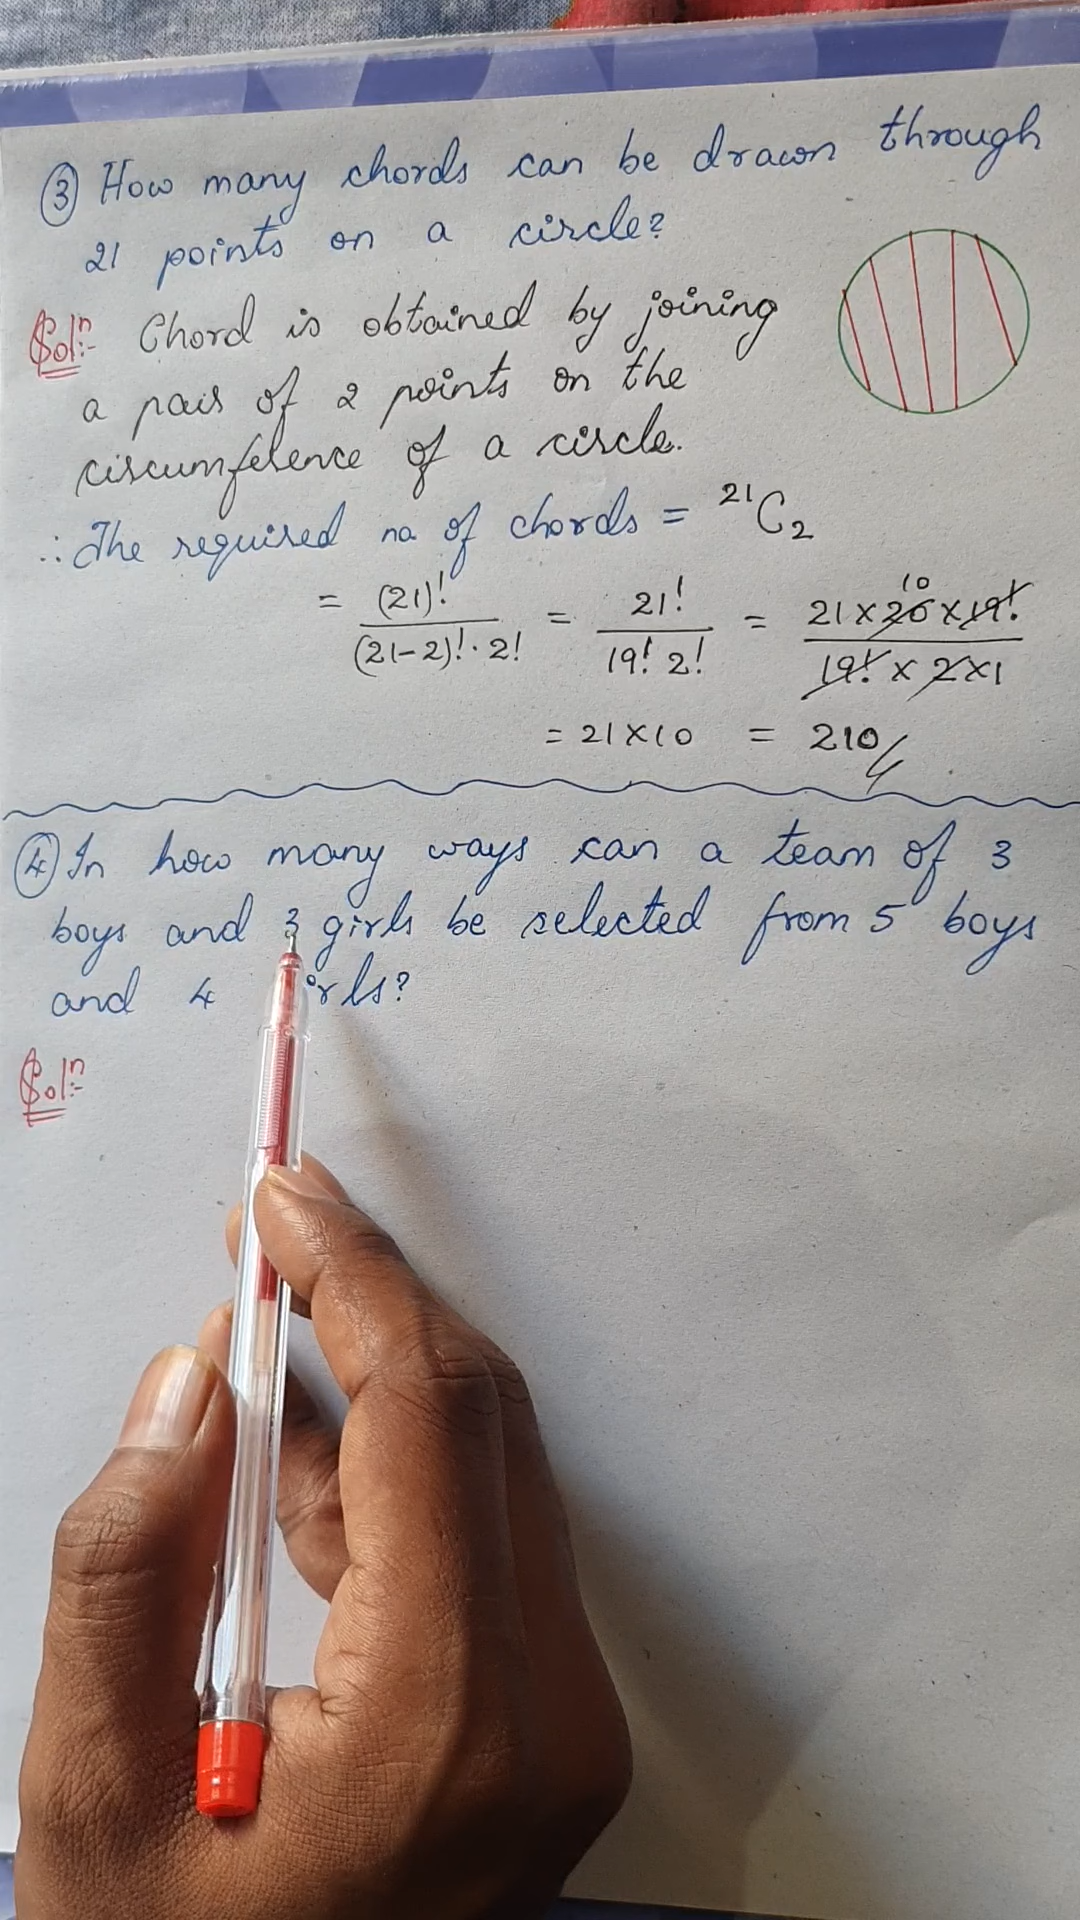 ③ How many chords can be drawn through
21 points on a circle?
Solⁿ:- Chord is obtained by joining
a pair of 2 points on the
circumference of a circle.
∴ The required no of chords = ²¹C₂
= (21)! / (21-2)! · 2! = 21! / 19! 2! = 21 x 20 x 19! / 19! x 2 x 1
10
= 21 x 10 = 210
④ In how many ways can a team of 3
boys and 3 girls be selected from 5 boys
and 4
Solⁿ:-